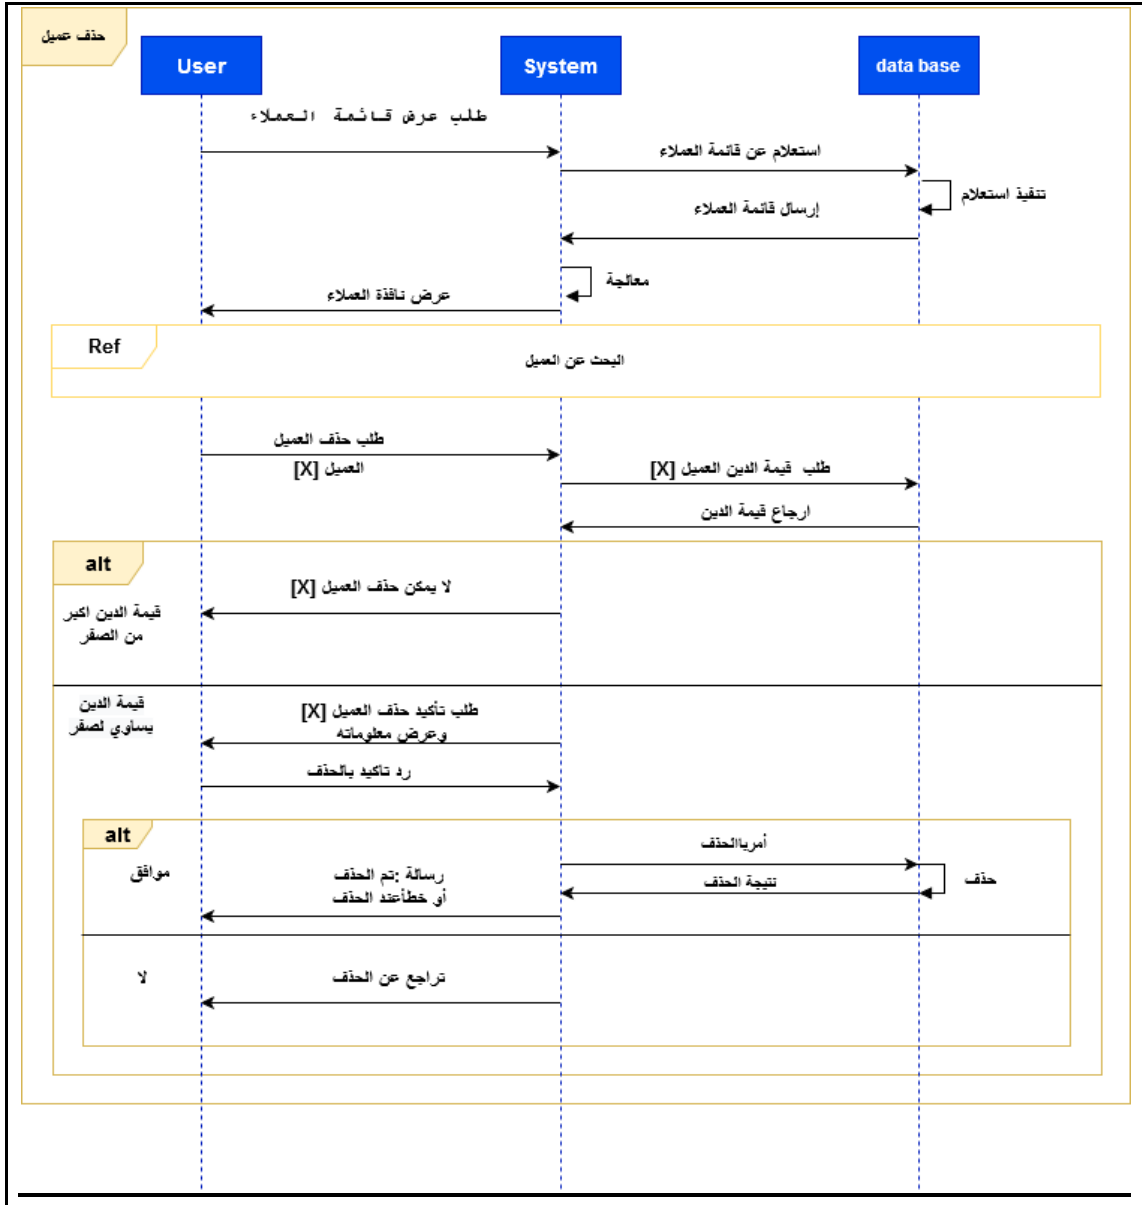 حذف عميل
User
System
data base
طلب عرض قائمة العملاء
استعلام عن قائمة العملاء
تنفيذ استعلام
إرسال قائمة العملاء
معالجة
عرض نافذة العملاء
Ref
البحث عن العميل
طلب حذف العميل
العميل [X]
طلب قيمة الدين العميل [X]
ارجاع قيمة الدين
alt
لا يمكن حذف العميل [X]
قيمة الدين اكبر
من الصفر
قيمة الدين
يساوي لصفر
طلب تأكيد حذف العميل [X]
وعرض معلوماته
رد تاكيد بالحذف
alt
أمرباالحذف
موافق
رسالة :تم الحذف
أو خطأعند الحذف
نتيجة الحذف
حذف
لا
تراجع عن الحذف